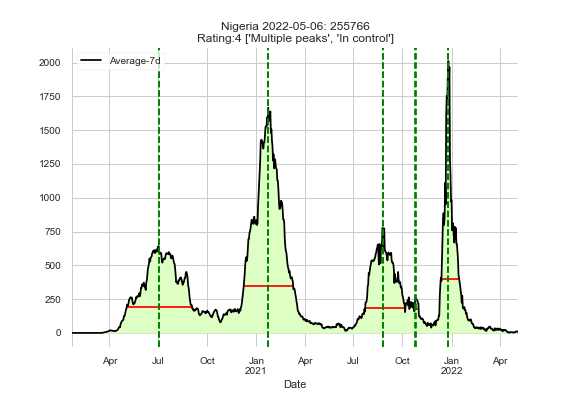 Nigeria 2022-05-06: 255766
Rating:4 ['Multiple peaks', 'In control']
Average-7d
2000
1750
1500
1250
1000
750
500
250
0
Apr Jul Oct Jan Apr Jul Oct Jan Apr
2021 2022
Date